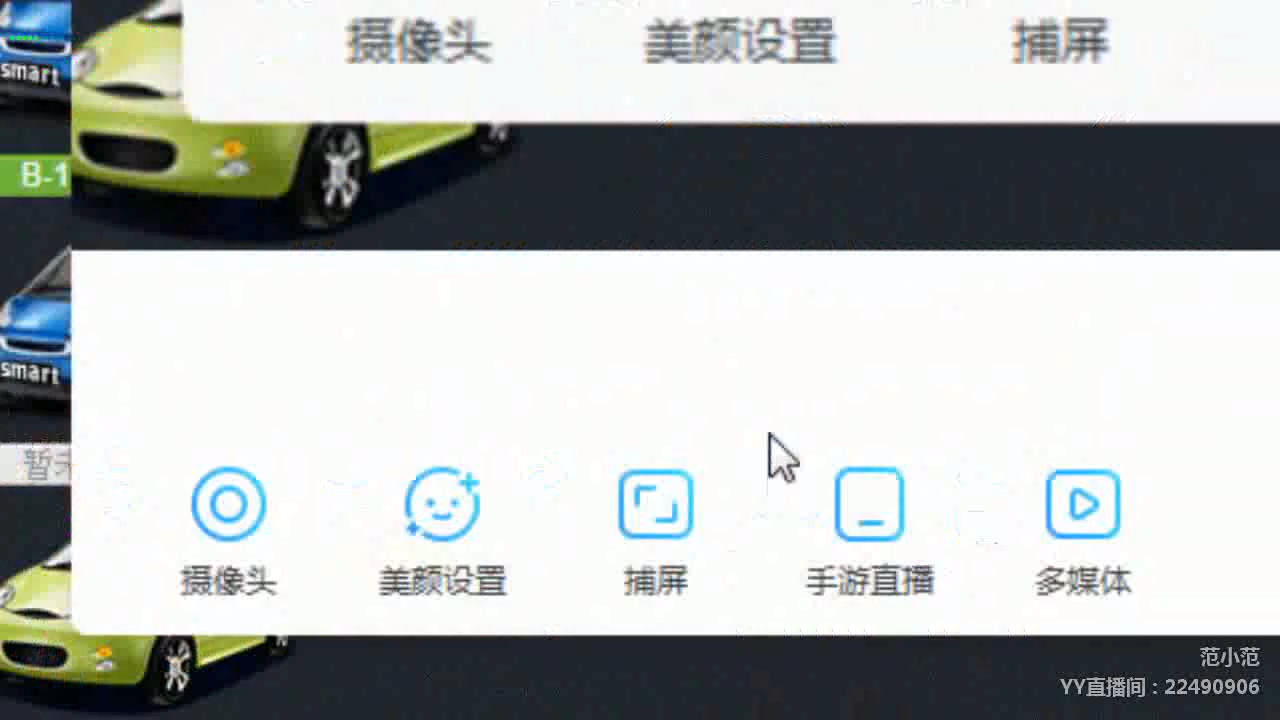 摄像头 美颜设置 捕屏
smart
B-1
smart
暂
摄像头 美颜设置 捕屏 手游直播 多媒体
范小范
YY直播间：22490906